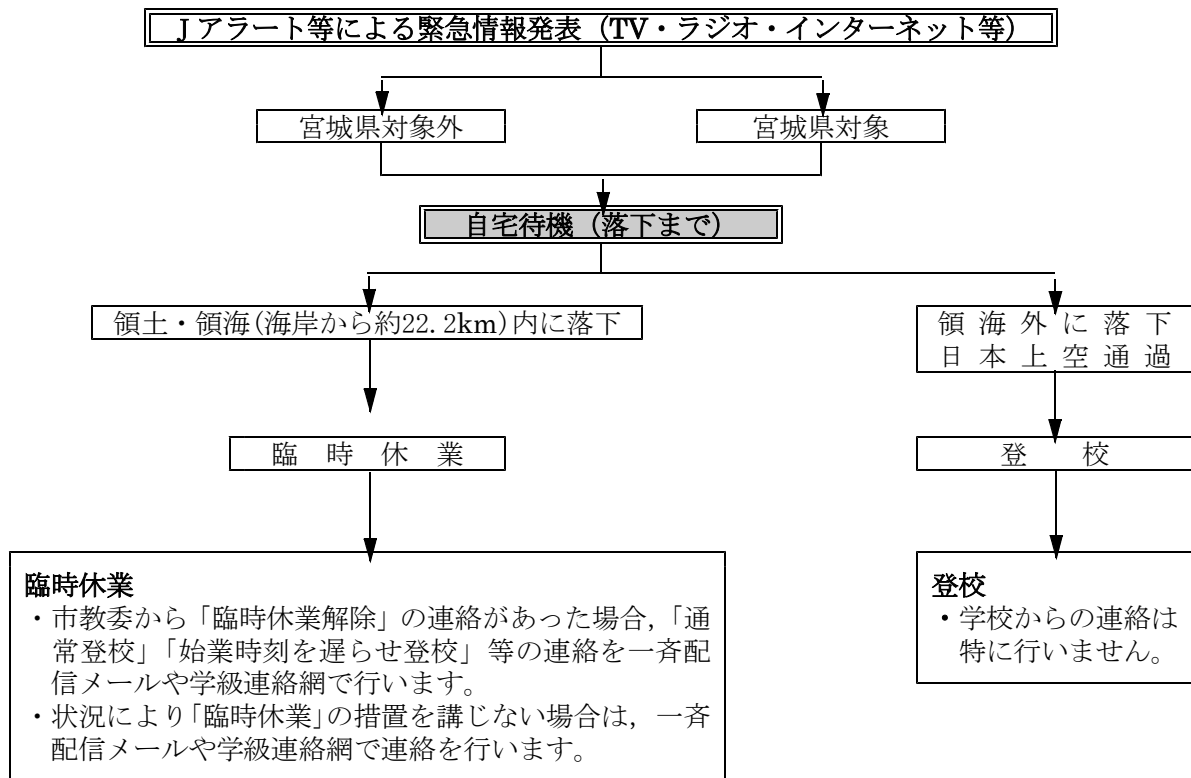 Jアラート等による緊急情報発表（TV・ラジオ・インターネット等）
宮城県対象外
宮城県対象
自宅待機（落下まで）
領土・領海(海岸から約22.2km)内に落下
領海外に落下
日本上空通過
臨時休業
登校
臨時休業
・市教委から「臨時休業解除」の連絡があった場合,「通
常登校」「始業時刻を遅らせ登校」等の連絡を一斉配
信メールや学級連絡網で行います。
・状況により「臨時休業」の措置を講じない場合は，一斉
配信メールや学級連絡網で連絡を行います。
登校
・学校からの連絡は
特に行いません。